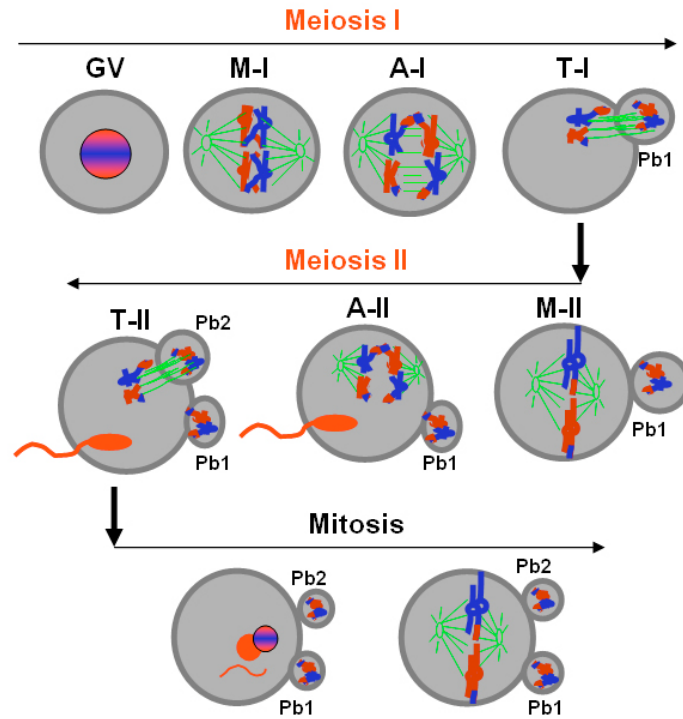 Meiosis I
GV M-I A-I T-I
Pb1
Meiosis II
T-II Pb2 A-II M-II
Pb1 Pb1 Pb1
Mitosis
Pb2 Pb2
Pb1 Pb1